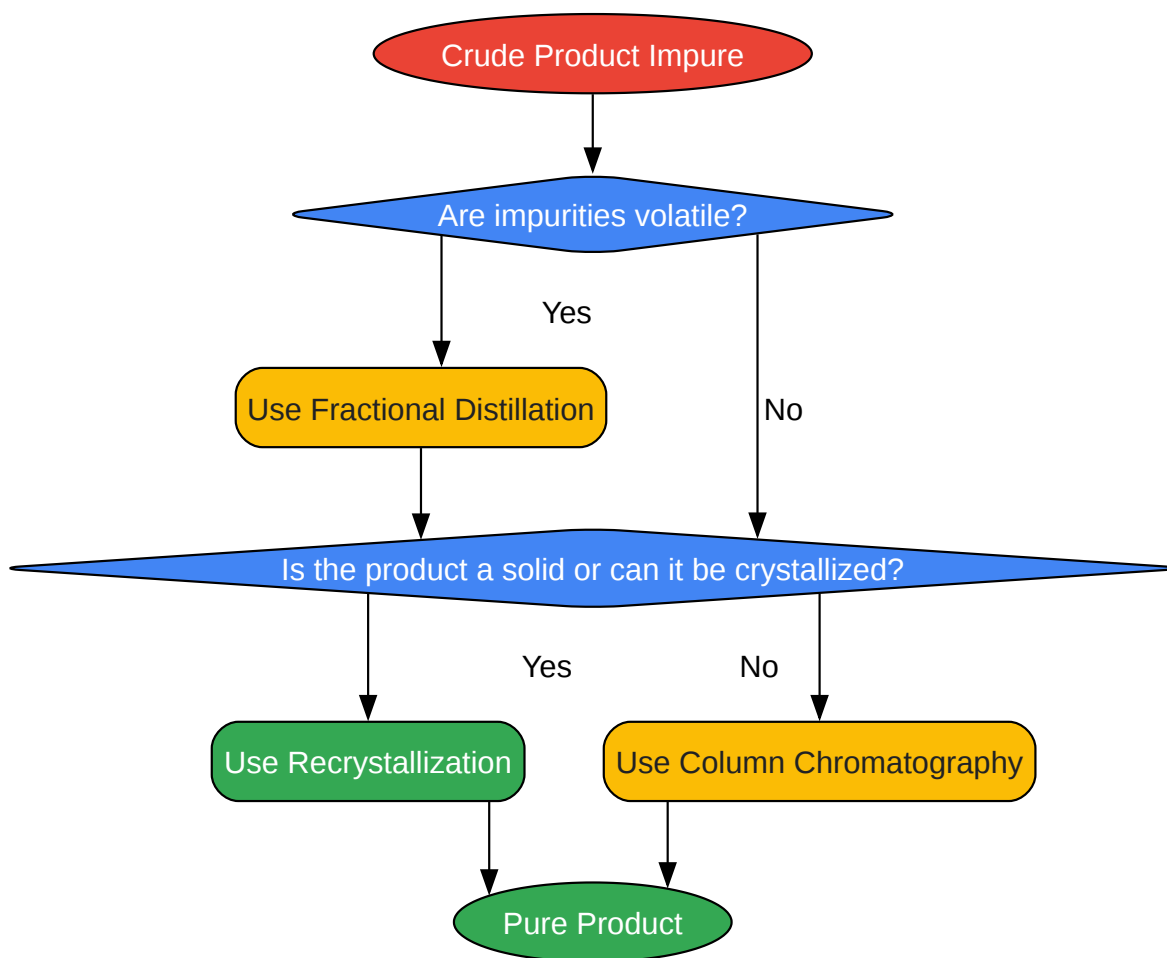 Crude Product Impure
Are impurities volatile?
Yes
Use Fractional Distillation
No
Is the product a solid or can it be crystallized?
Yes
No
Use Recrystallization
Use Column Chromatography
Pure Product